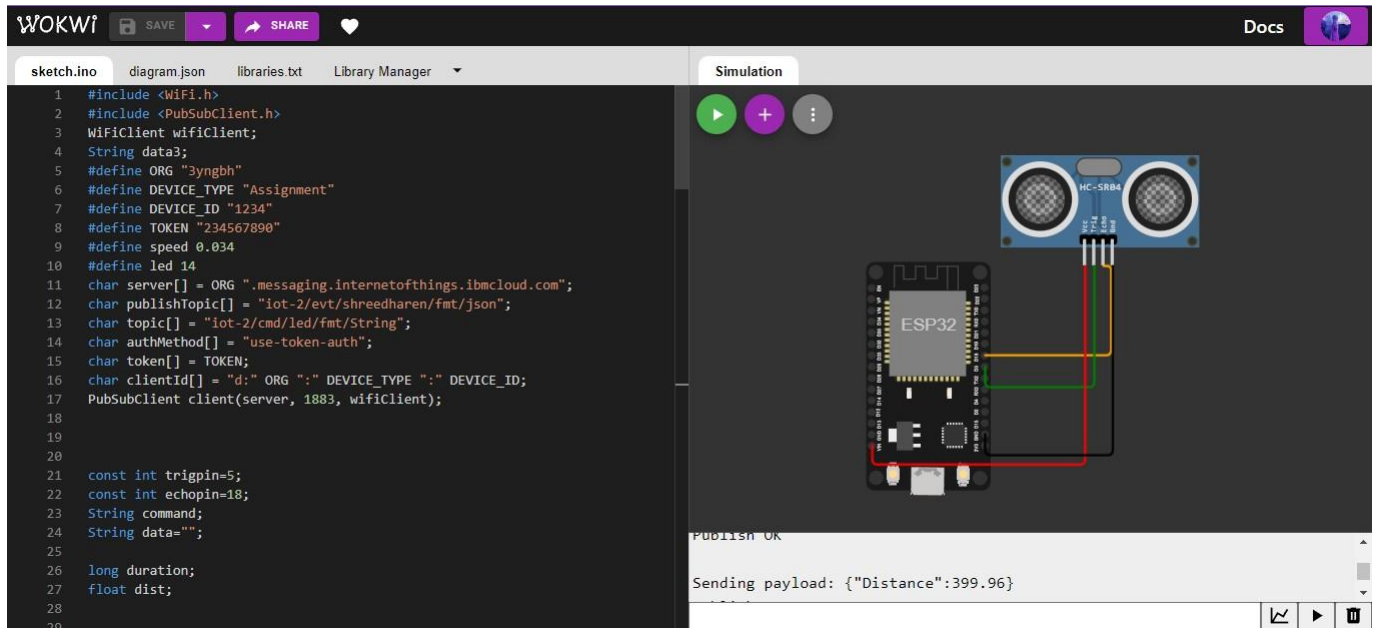 WOKWi SAVE SHARE Docs
sketch.ino diagram.json libraries.txt Library Manager
Simulation
1 #include <WiFi.h>
2 #include <PubSubClient.h>
3 WiFiClient wifiClient;
4 String data3;
5 #define ORG "3yngbh"
6 #define DEVICE_TYPE "Assignment"
7 #define DEVICE_ID "1234"
8 #define TOKEN "234567890"
9 #define speed 0.034
10 #define led 14
11 char server[] = ORG ".messaging.internetofthings.ibmcloud.com";
12 char publishTopic[] = "iot-2/evt/shreedharen/fmt/json";
13 char topic[] = "iot-2/cmd/led/fmt/String";
14 char authMethod[] = "use-token-auth";
15 char token[] = TOKEN;
16 char clientId[] = "d:" ORG ":" DEVICE_TYPE ":" DEVICE_ID;
17 PubSubClient client(server, 1883, wifiClient);
18
19
20
21 const int trigpin=5;
22 const int echopin=18;
23 String command;
24 String data="";
25
26 long duration;
27 float dist;
28
29
HC-SR04
Vcc
Trig
Echo
Gnd
ESP32
Publish OK
Sending payload: {"Distance":399.96}